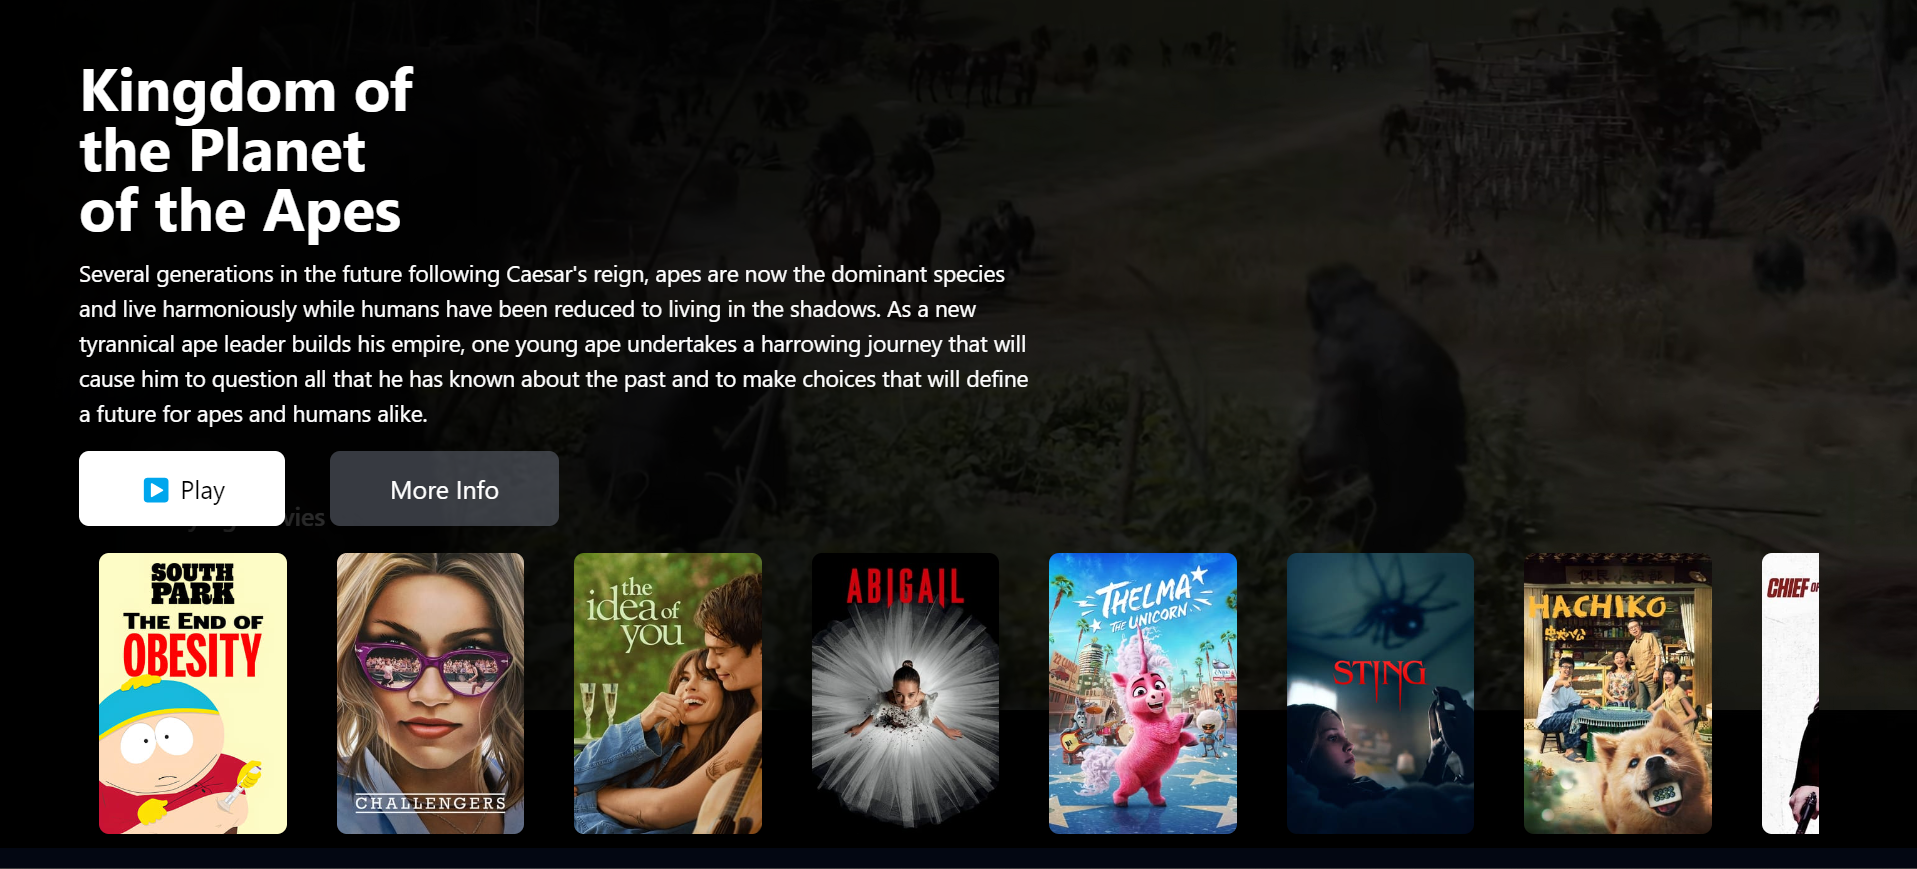 Kingdom of
the Planet
of the Apes
Several generations in the future following Caesar's reign, apes are now the dominant species
and live harmoniously while humans have been reduced to living in the shadows. As a new
tyrannical ape leader builds his empire, one young ape undertakes a harrowing journey that will
cause him to question all that he has known about the past and to make choices that will define
a future for apes and humans alike.
Play
More Info
SOUTH
PARK
THE END OF
OBESITY
CHALLENGERS
the
idea of
you
ABIGAIL
THELMA
THE UNICORN
STING
HACHIKO
忠犬八公
CHIEF OF